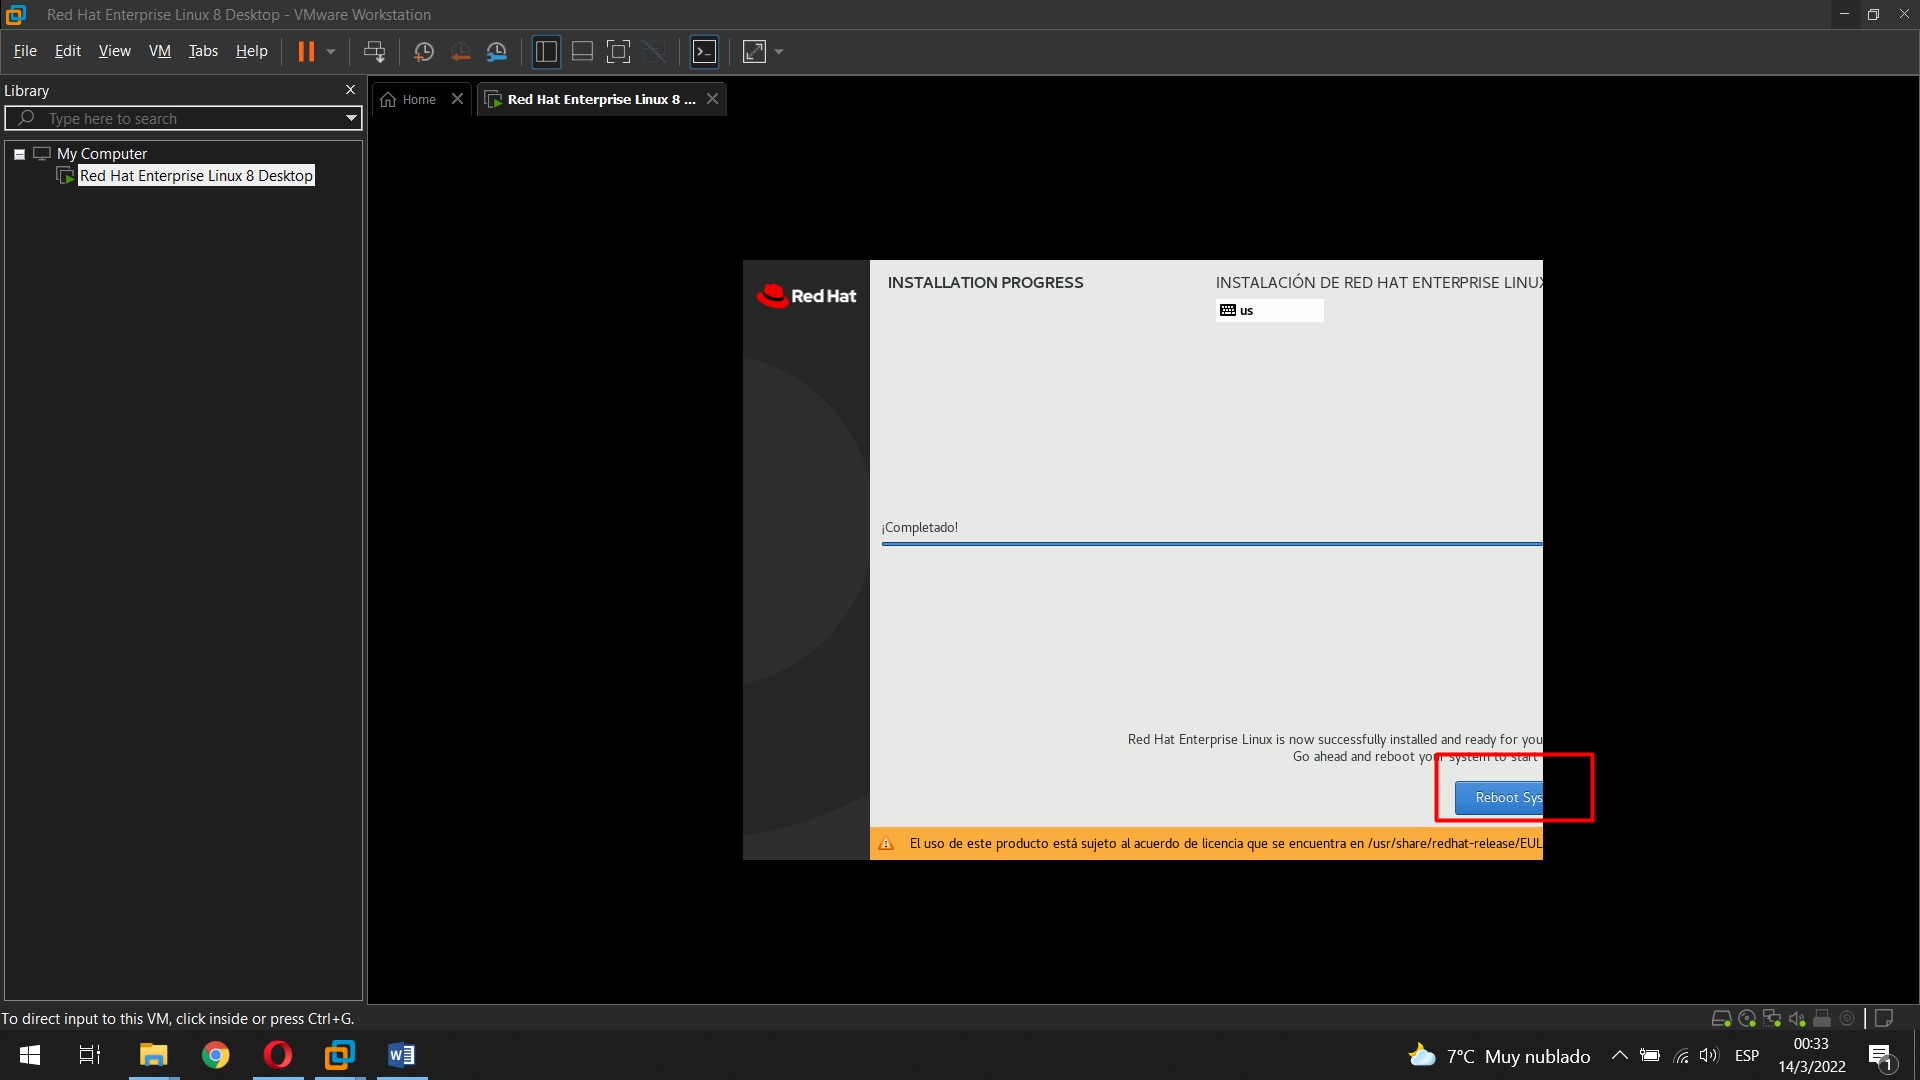 Red Hat Enterprise Linux 8 Desktop - VMware Workstation
File Edit View VM Tabs Help
Library
Type here to search
My Computer
Red Hat Enterprise Linux 8 Desktop
Home
Red Hat Enterprise Linux 8 ...
Red Hat
INSTALLATION PROGRESS
INSTALACIÓN DE RED HAT ENTERPRISE LINUX
us
¡Completado!
Red Hat Enterprise Linux is now successfully installed and ready for you
Go ahead and reboot your system to start
Reboot Sys
El uso de este producto está sujeto al acuerdo de licencia que se encuentra en /usr/share/redhat-release/EUL
To direct input to this VM, click inside or press Ctrl+G.
7°C Muy nublado
ESP
00:33
14/3/2022
1